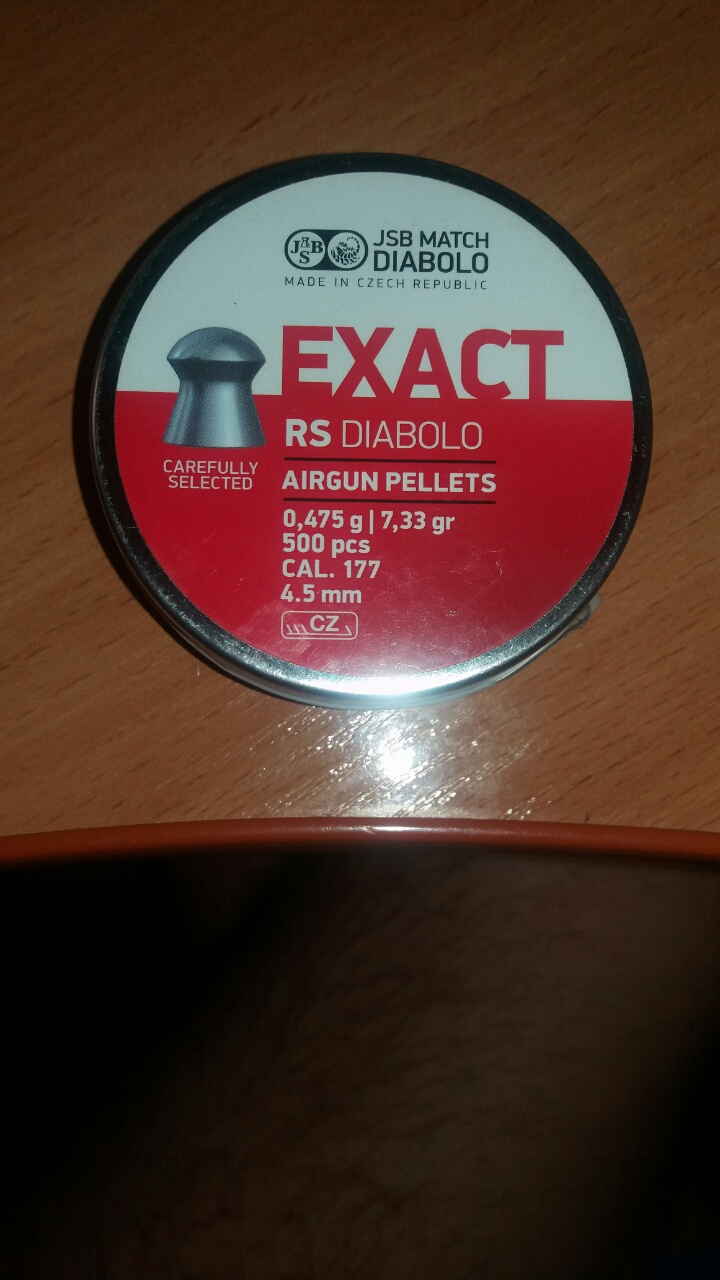 JSB
JSB MATCH
DIABOLO
MADE IN CZECH REPUBLIC
EXACT
RS DIABOLO
CAREFULLY
SELECTED
AIRGUN PELLETS
0,475 g | 7,33 gr
500 pcs
CAL. 177
4.5 mm
CZ